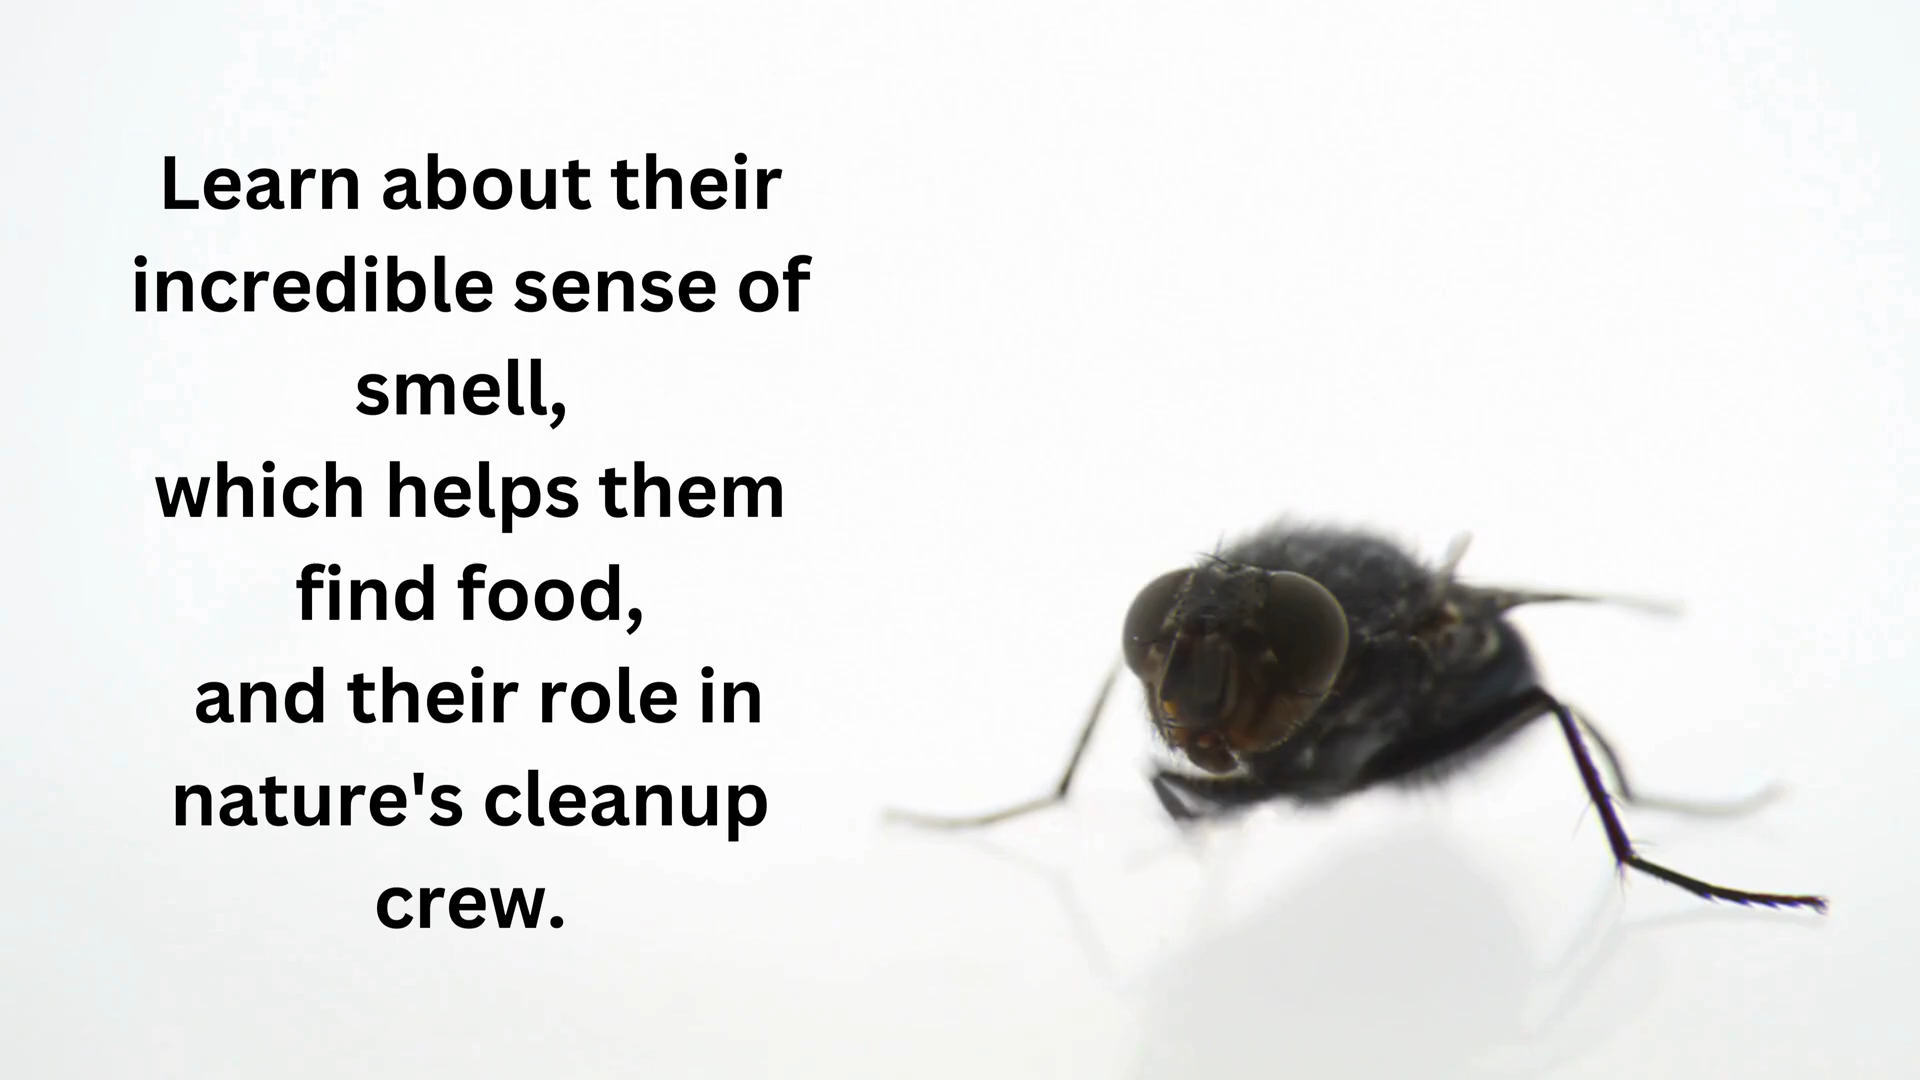 Learn about their
incredible sense of
smell,
which helps them
find food,
and their role in
nature's cleanup
crew.